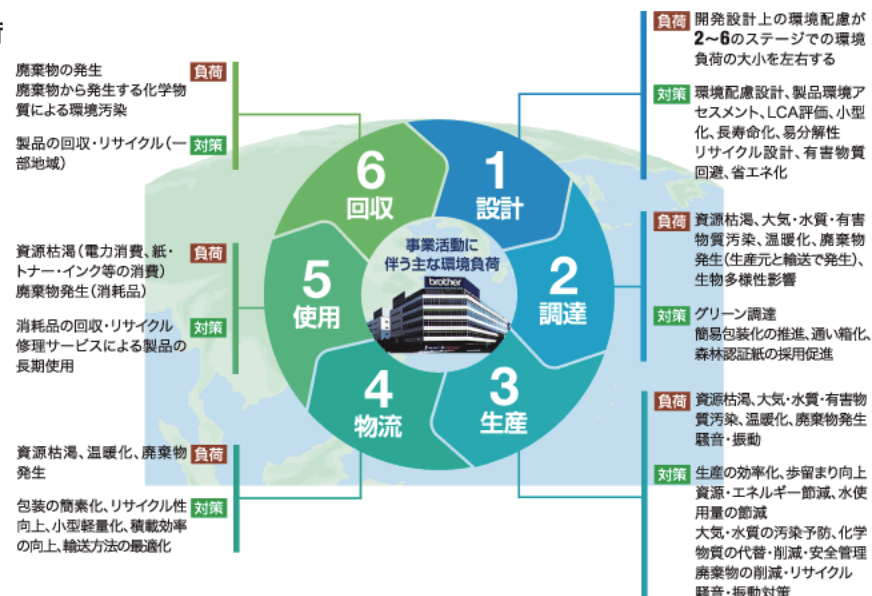 負荷 開発設計上の環境配慮が
2〜6のステージでの環境
負荷の大小を左右する
対策 環境配慮設計、製品環境ア
セスメント、LCA評価、小型
化、長寿命化、易分解性
リサイクル設計、有害物質
回避、省エネ化
負荷 資源枯渇、大気・水質・有害
物質汚染、温暖化、廃棄物
発生(生産元と輸送で発生)、
生物多様性影響
対策 グリーン調達
簡易包装化の推進、通い箱化、
森林認証紙の採用促進
負荷 資源枯渇、大気・水質・有害物
質汚染、温暖化、廃棄物発生
騒音・振動
対策 生産の効率化、歩留まり向上
資源・エネルギー節減、水使
用量の節減
大気・水質の汚染予防、化学
物質の代替・削減・安全管理
廃棄物の削減・リサイクル
騒音・振動対策
資源枯渇、温暖化、廃棄物 負荷
発生
包装の簡素化、リサイクル性 対策
向上、小型軽量化、積載効率
の向上、輸送方法の最適化
資源枯渇(電力消費、紙・ 負荷
トナー・インク等の消費)
廃棄物発生(消耗品)
消耗品の回収・リサイクル 対策
修理サービスによる製品の
長期使用
廃棄物の発生 負荷
廃棄物から発生する化学物
質による環境汚染
製品の回収・リサイクル(一 対策
部地域)
1
設計
2
調達
3
生産
4
物流
5
使用
6
回収
事業活動に
伴う主な環境負荷
brother